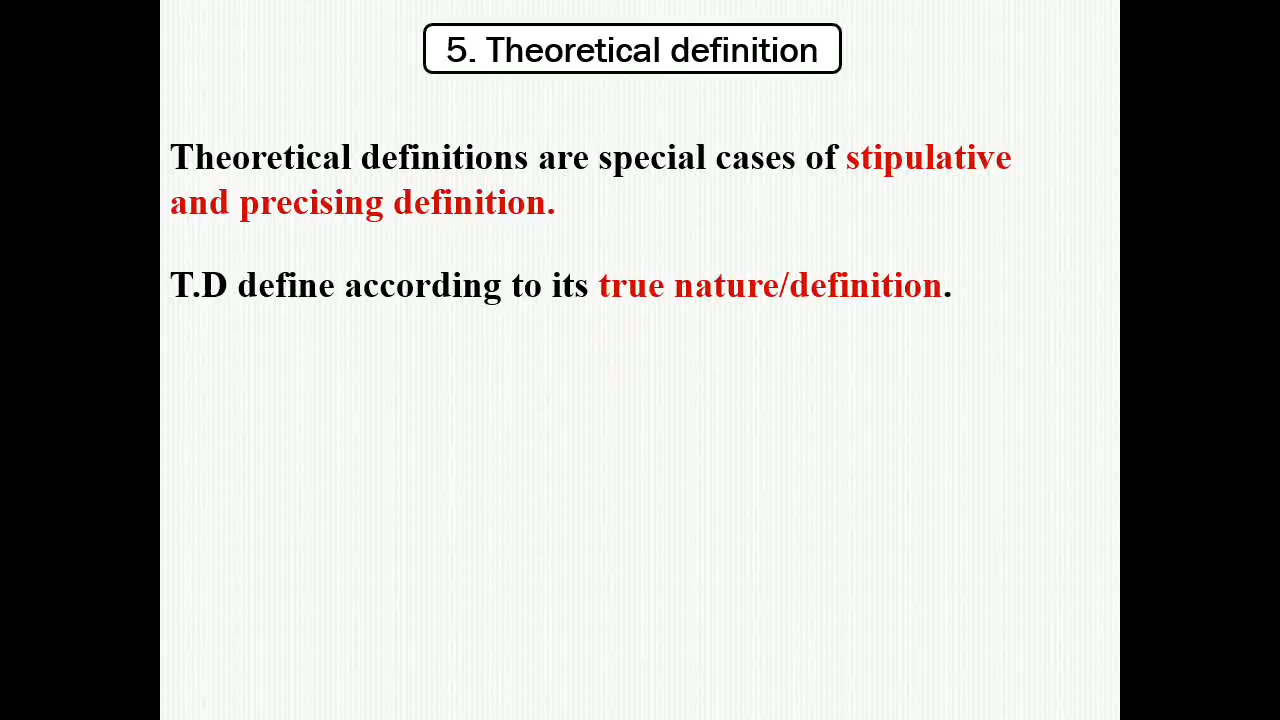 5. Theoretical definition
Theoretical definitions are special cases of stipulative
and precising definition.
T.D define according to its true nature/definition.